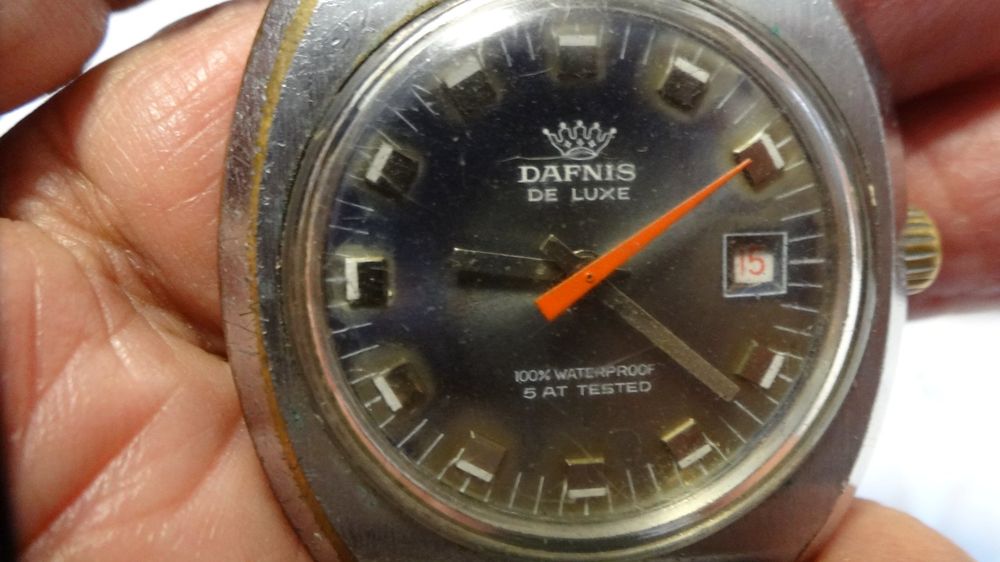 DAFNIS
DE LUXE
15
100% WATERPROOF
5 AT TESTED